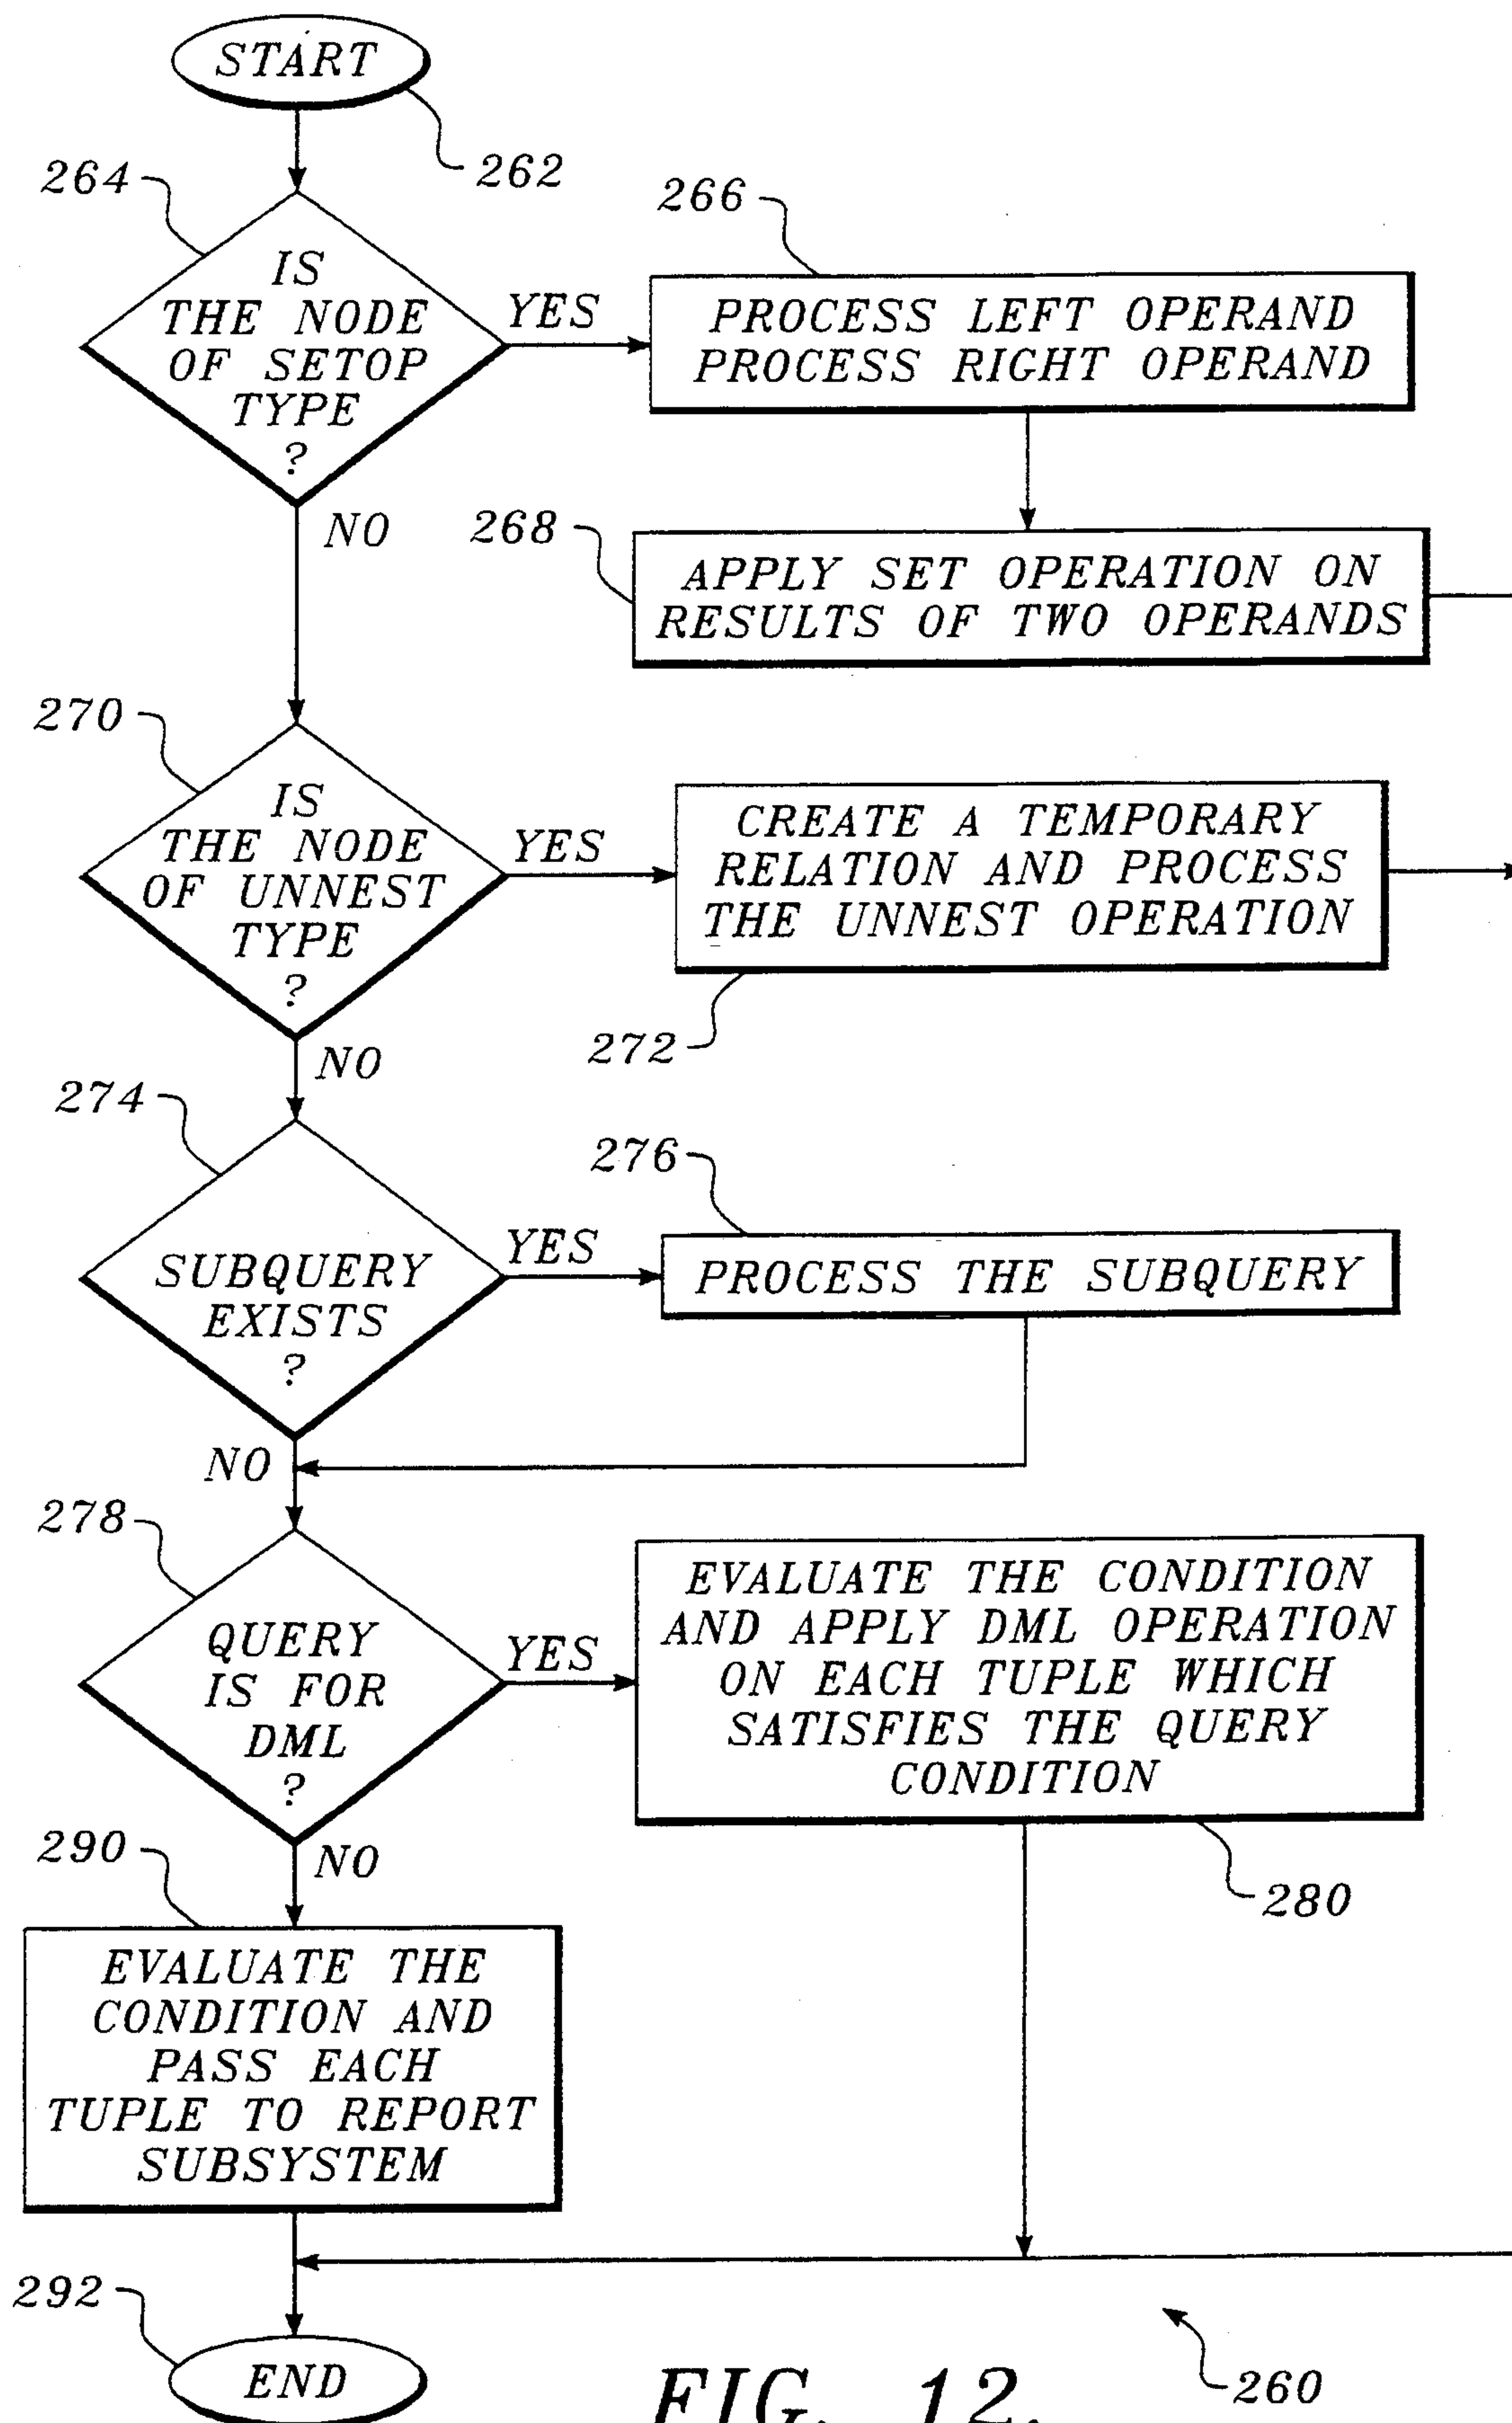 START
262
264
IS
THE NODE
OF SETOP
TYPE
?
YES
NO
266
PROCESS LEFT OPERAND
PROCESS RIGHT OPERAND
268
APPLY SET OPERATION ON
RESULTS OF TWO OPERANDS
270
IS
THE NODE
OF UNNEST
TYPE
?
YES
NO
CREATE A TEMPORARY
RELATION AND PROCESS
THE UNNEST OPERATION
272
274
SUBQUERY
EXISTS
?
YES
NO
276
PROCESS THE SUBQUERY
278
QUERY
IS FOR
DML
?
YES
NO
EVALUATE THE CONDITION
AND APPLY DML OPERATION
ON EACH TUPLE WHICH
SATISFIES THE QUERY
CONDITION
280
290
EVALUATE THE
CONDITION AND
PASS EACH
TUPLE TO REPORT
SUBSYSTEM
292
END
FIG. 12.
260